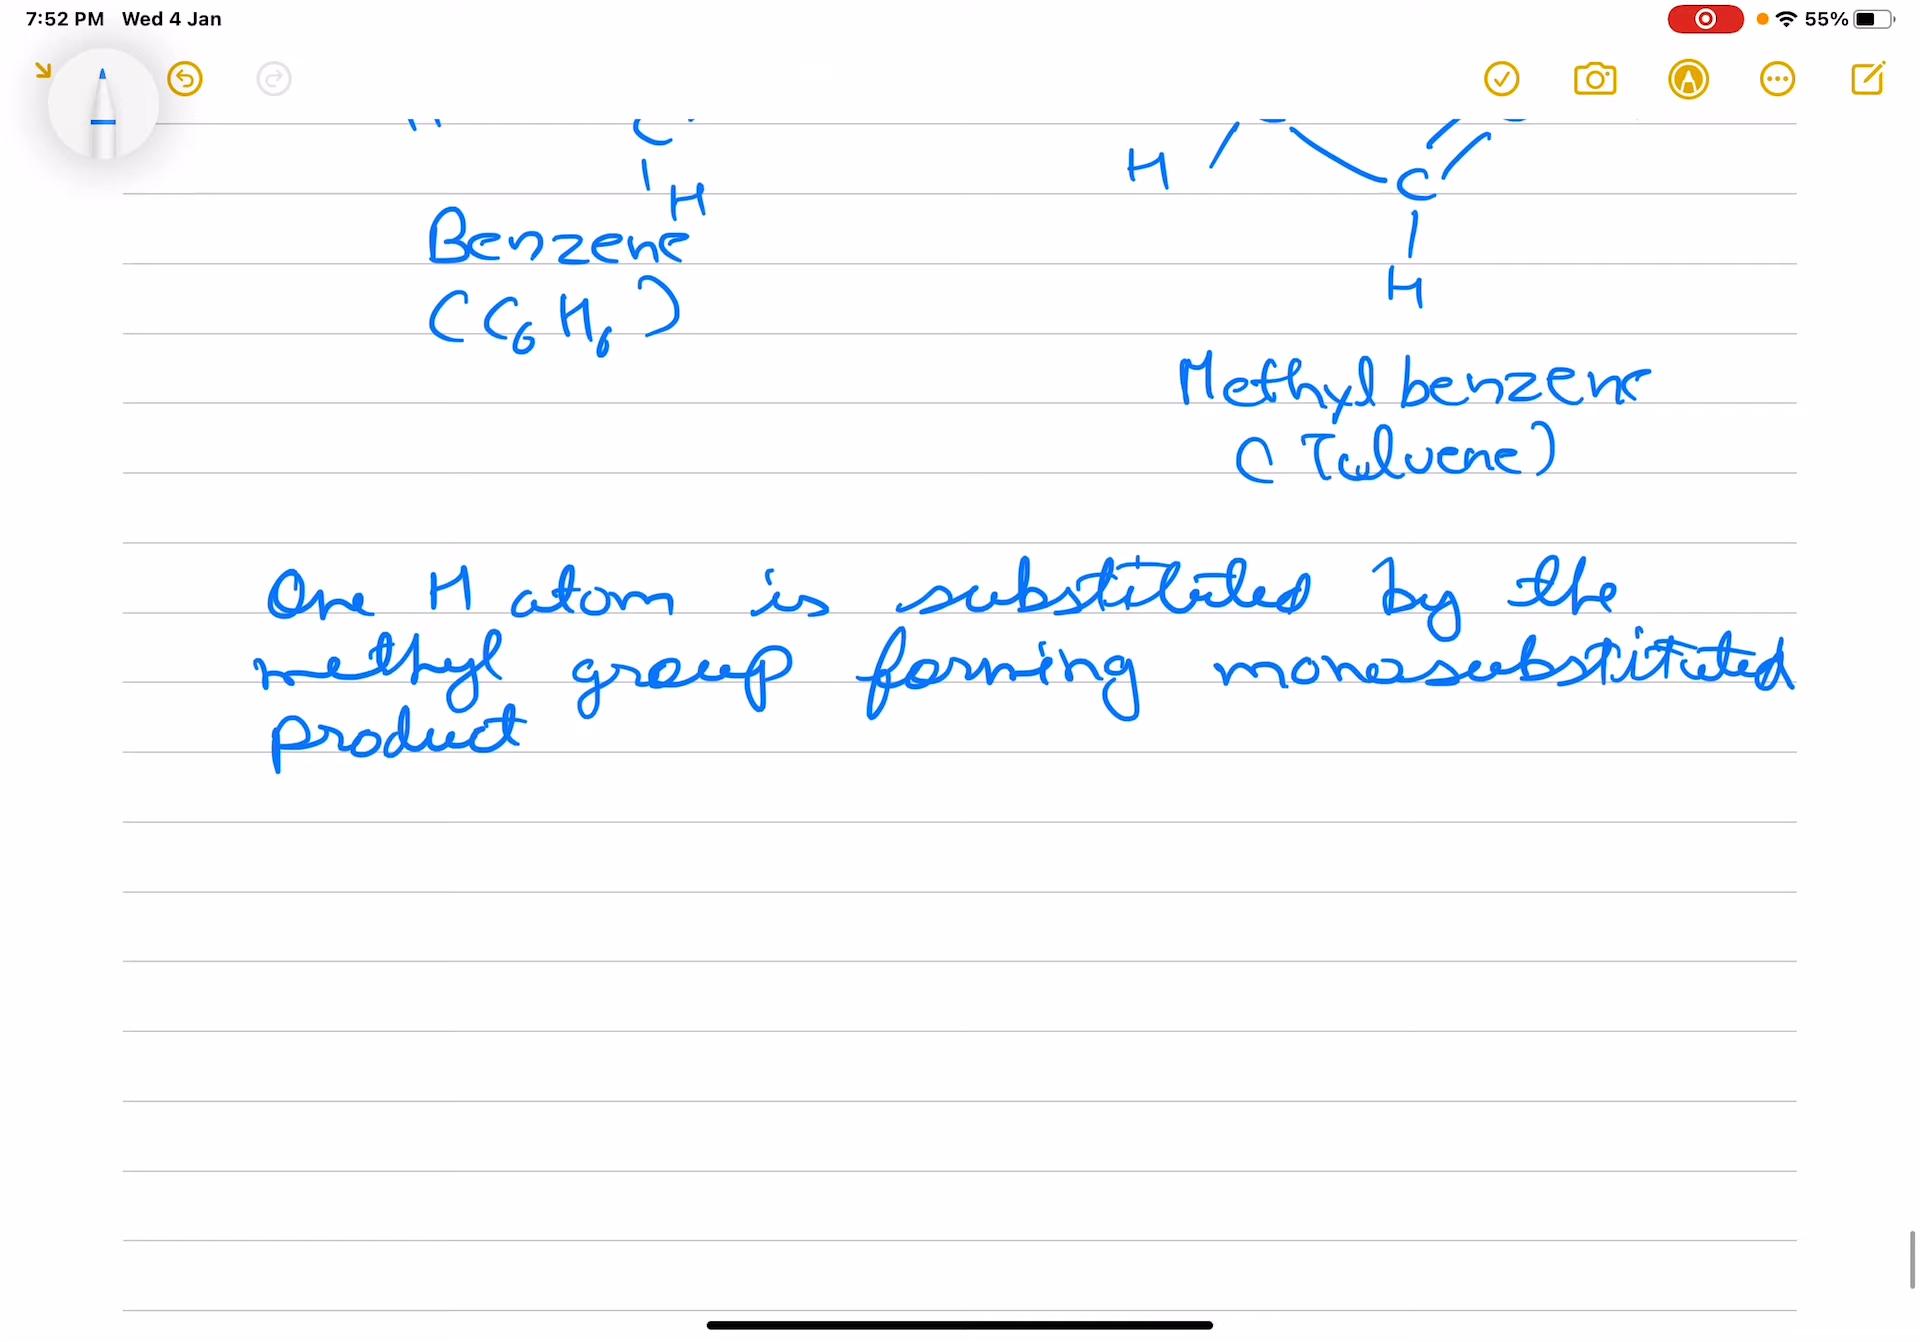 7:52 PM Wed 4 Jan 55%
H C
H
H C
H
Benzene
(C6H6)
Methyl benzene
(Toluene)
One H atom is substituted by the
methyl group forming monosubstituted
product